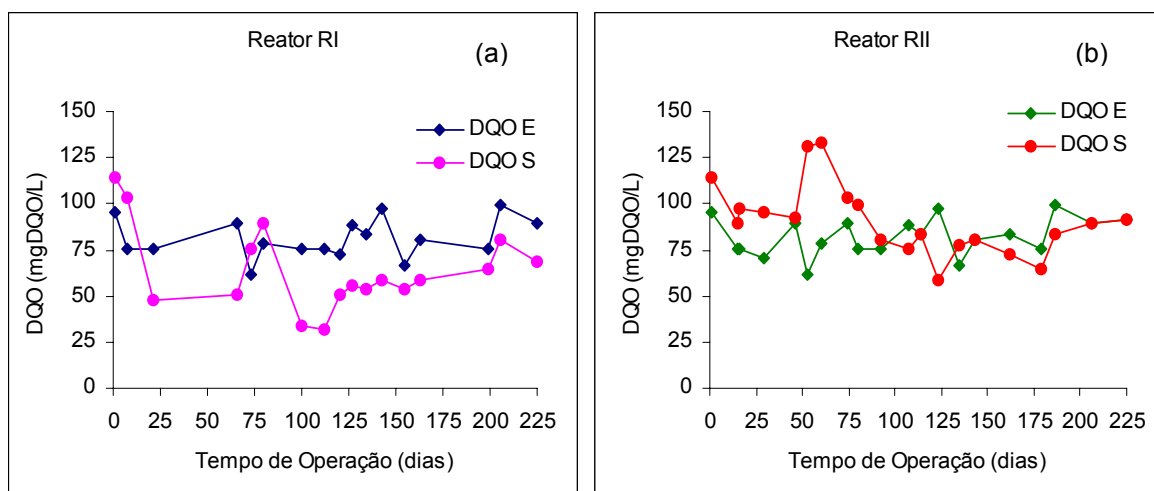 Reator RI
(a)
DQO (mgDQO/L)
150
125
100
75
50
25
0
DQO E
DQO S
0 25 50 75 100 125 150 175 200 225
Tempo de Operação (dias)
Reator RII
(b)
DQO (mgDQO/L)
150
125
100
75
50
25
0
DQO E
DQO S
0 25 50 75 100 125 150 175 200 225
Tempo de Operação (dias)